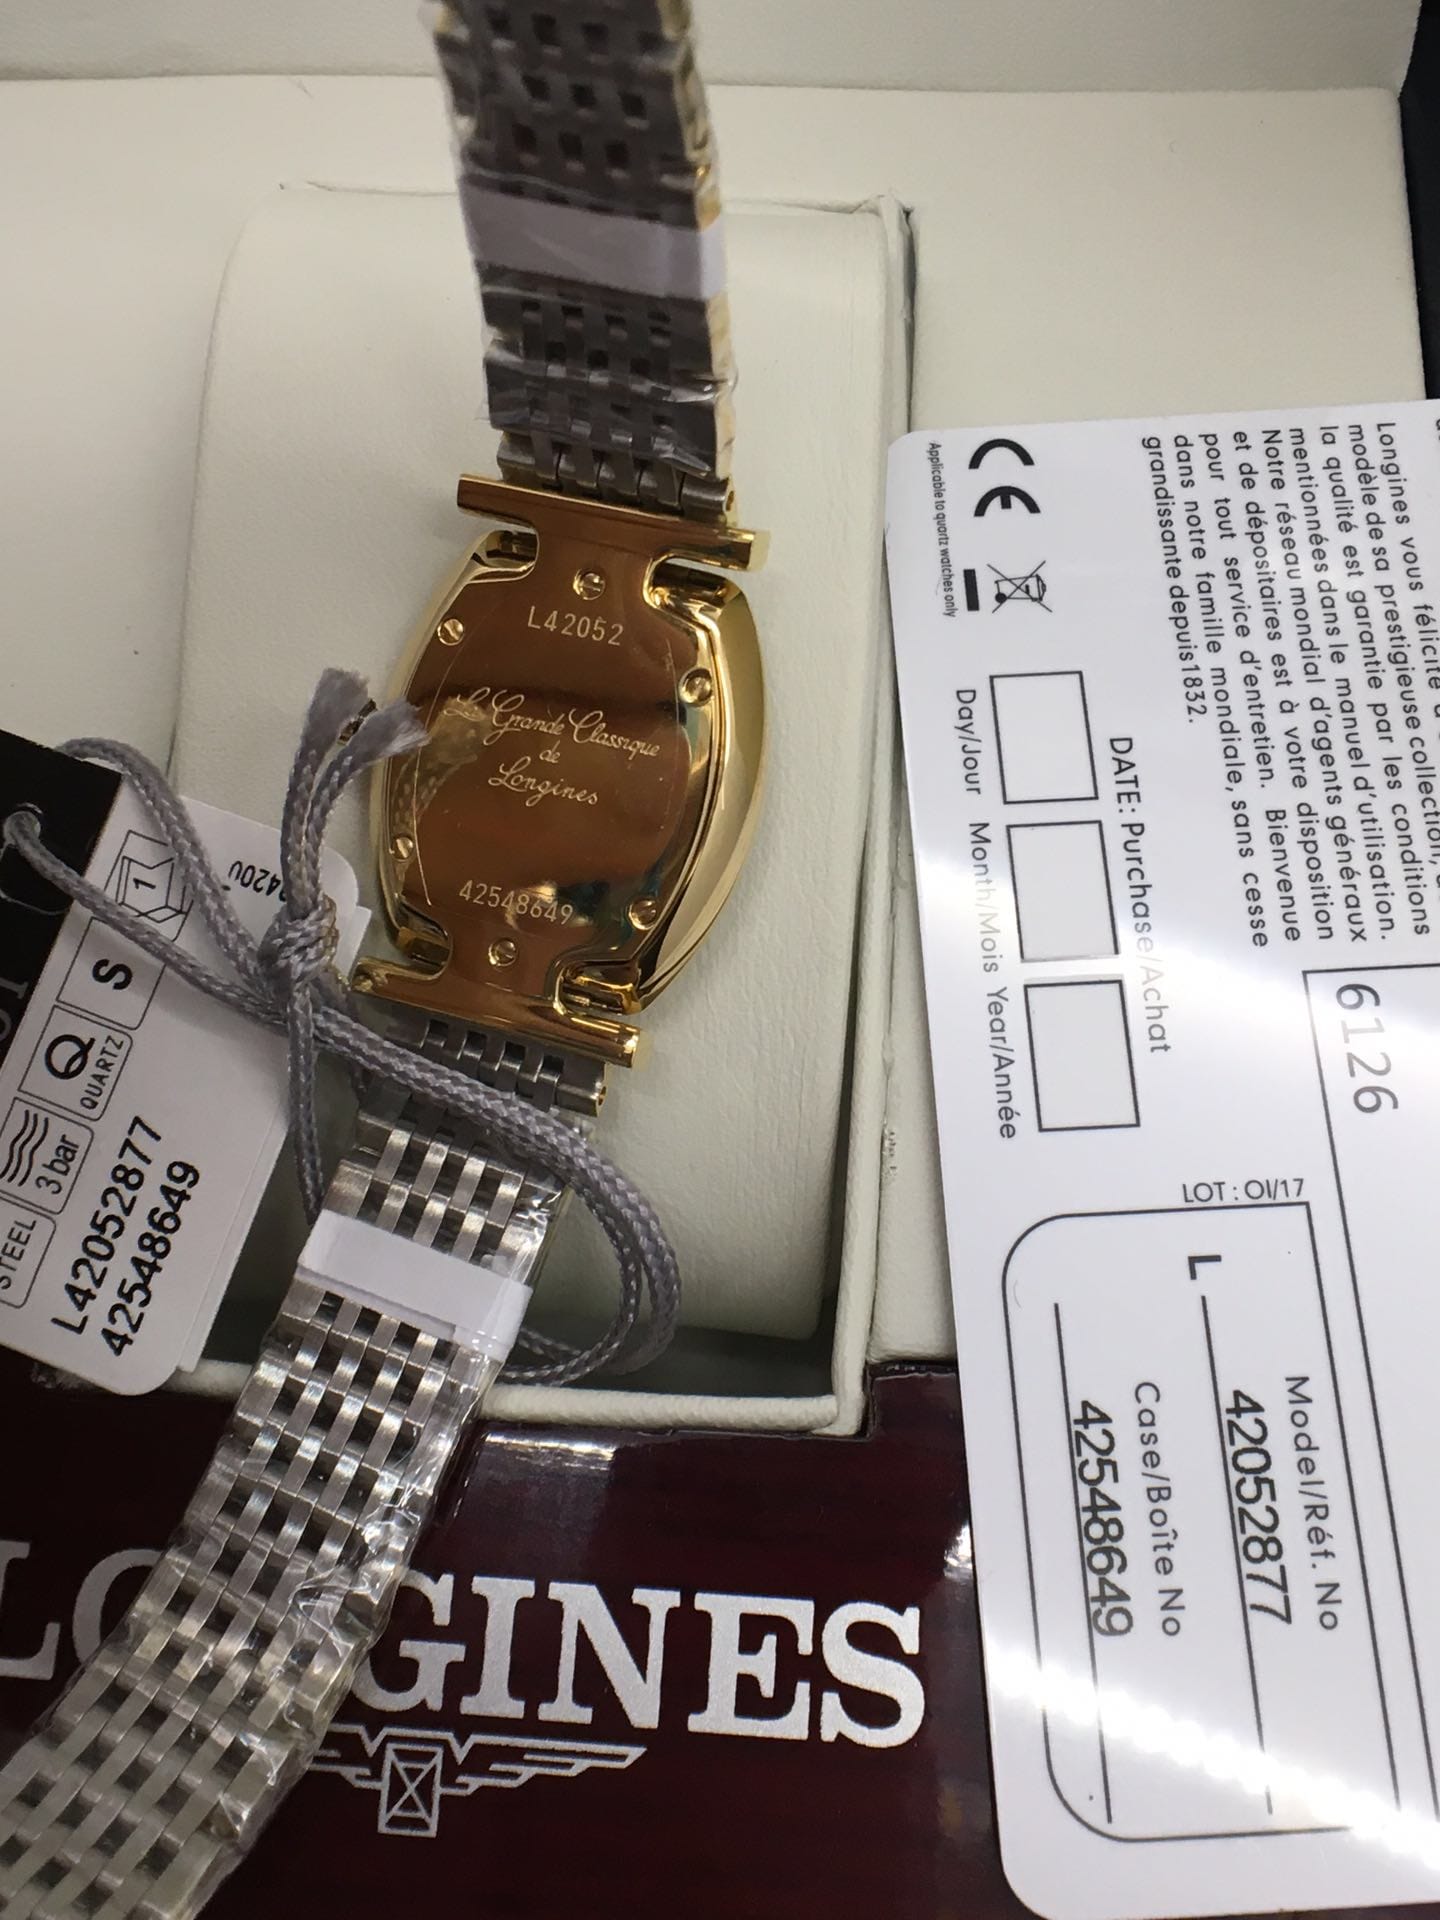 L42052
La Grande Classique
de
Longines
42548649
1
S
Q
QUARTZ
3 bar
STEEL
L42052877
42548649
LONGINES
Longines vous félicite
modèle de sa prestigieuse collection,
la qualité est garantie par les conditions
mentionnées dans le manuel d'utilisation.
Notre réseau mondial d'agents généraux
et de dépositaires est à votre disposition
pour tout service d'entretien. Bienvenue
dans notre famille mondiale, sans cesse
grandissante depuis 1832.
CE
Applicable to quartz watches only
DATE: Purchase/Achat
Day/Jour Month/Mois Year/Année
6126
LOT : 01/17
Model/Réf. No
L 42052877
Case/Boîte No
42548649